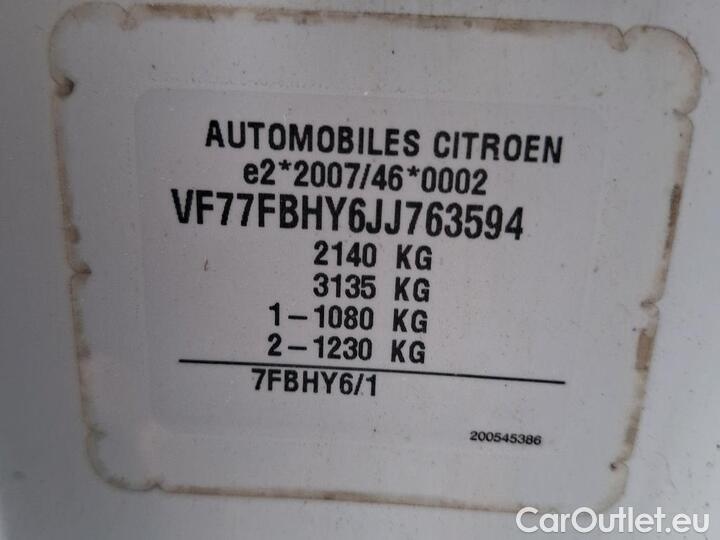 AUTOMOBILES CITROEN
e2*2007/46*0002
VF77FBHY6JJ763594
2140 KG
3135 KG
1-1080 KG
2-1230 KG
7FBHY6/1
200545386
CarOutlet.eu